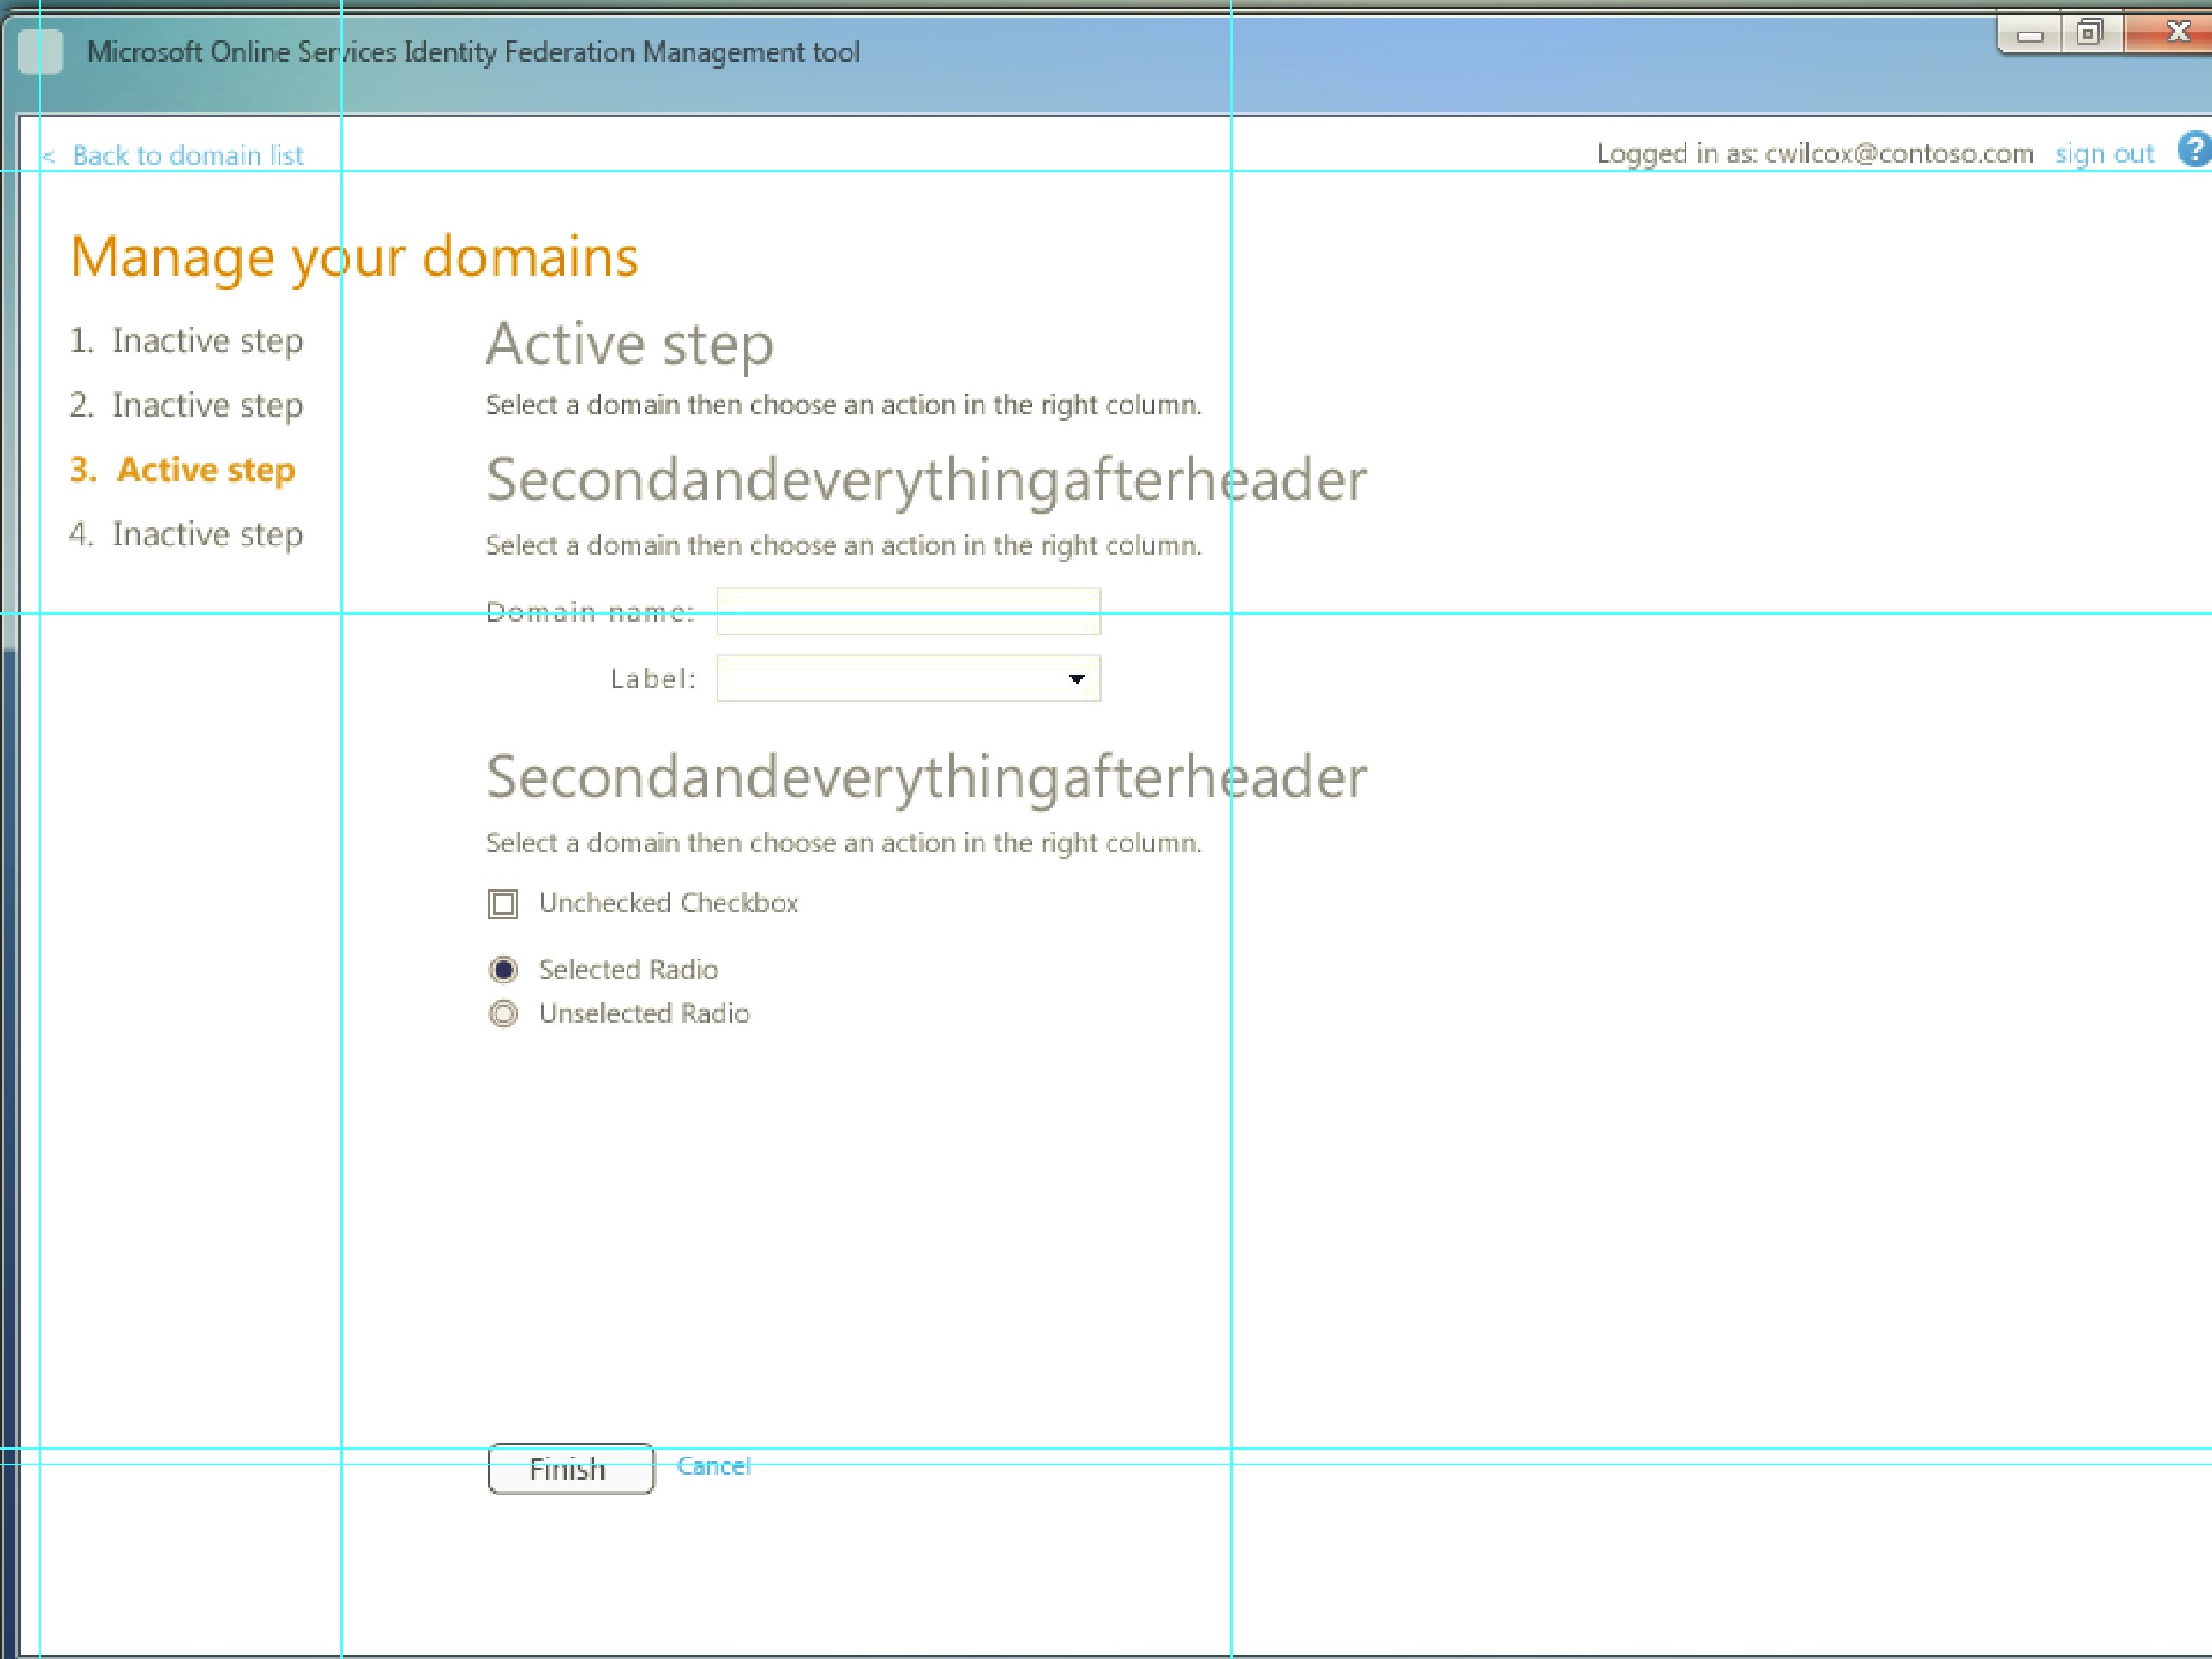 Microsoft Online Services Identity Federation Management tool
< Back to domain list
Logged in as: cwilcox@contoso.com sign out ?
Manage your domains
1. Inactive step
2. Inactive step
3. Active step
4. Inactive step
Active step
Select a domain then choose an action in the right column.
Secondandeverythingafterheader
Select a domain then choose an action in the right column.
Domain name:
Label:
Secondandeverythingafterheader
Select a domain then choose an action in the right column.
Unchecked Checkbox
Selected Radio
Unselected Radio
Finish Cancel